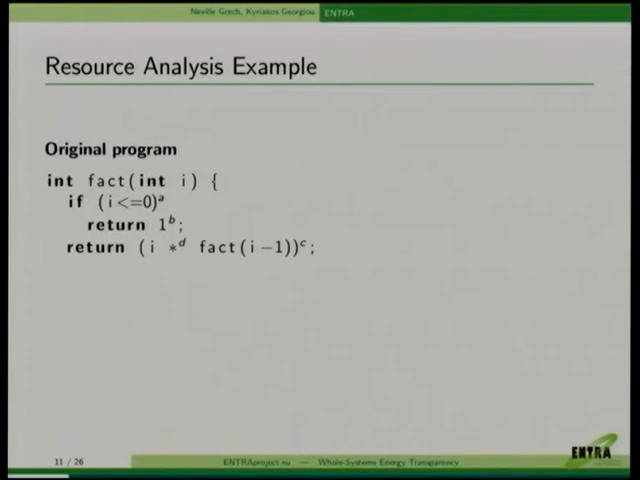 Neville Grech, Kyriakos Georgiou ENTRA
Resource Analysis Example
Original program
int fact(int i) {
if (i<=0)ᵃ
return 1ᵇ;
return (i *ᵈ fact(i-1))ᶜ;
11 / 26 ENTRAproject.eu — Whole-Systems Energy Transparency
ENTRA